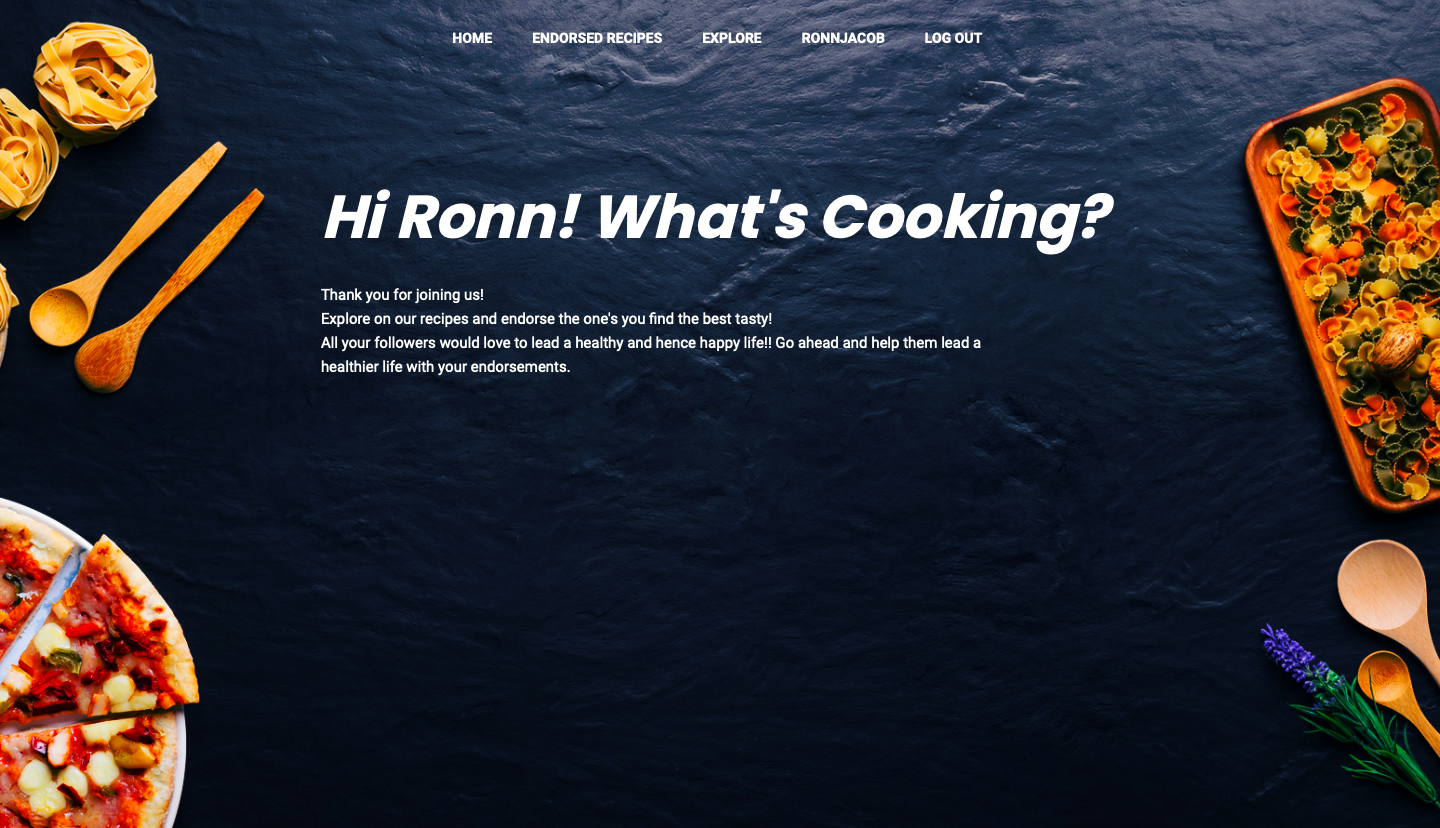 HOME ENDORSED RECIPES EXPLORE RONNJACOB LOG OUT
Hi Ronn! What's Cooking?
Thank you for joining us!
Explore on our recipes and endorse the one's you find the best tasty!
All your followers would love to lead a healthy and hence happy life!! Go ahead and help them lead a
healthier life with your endorsements.